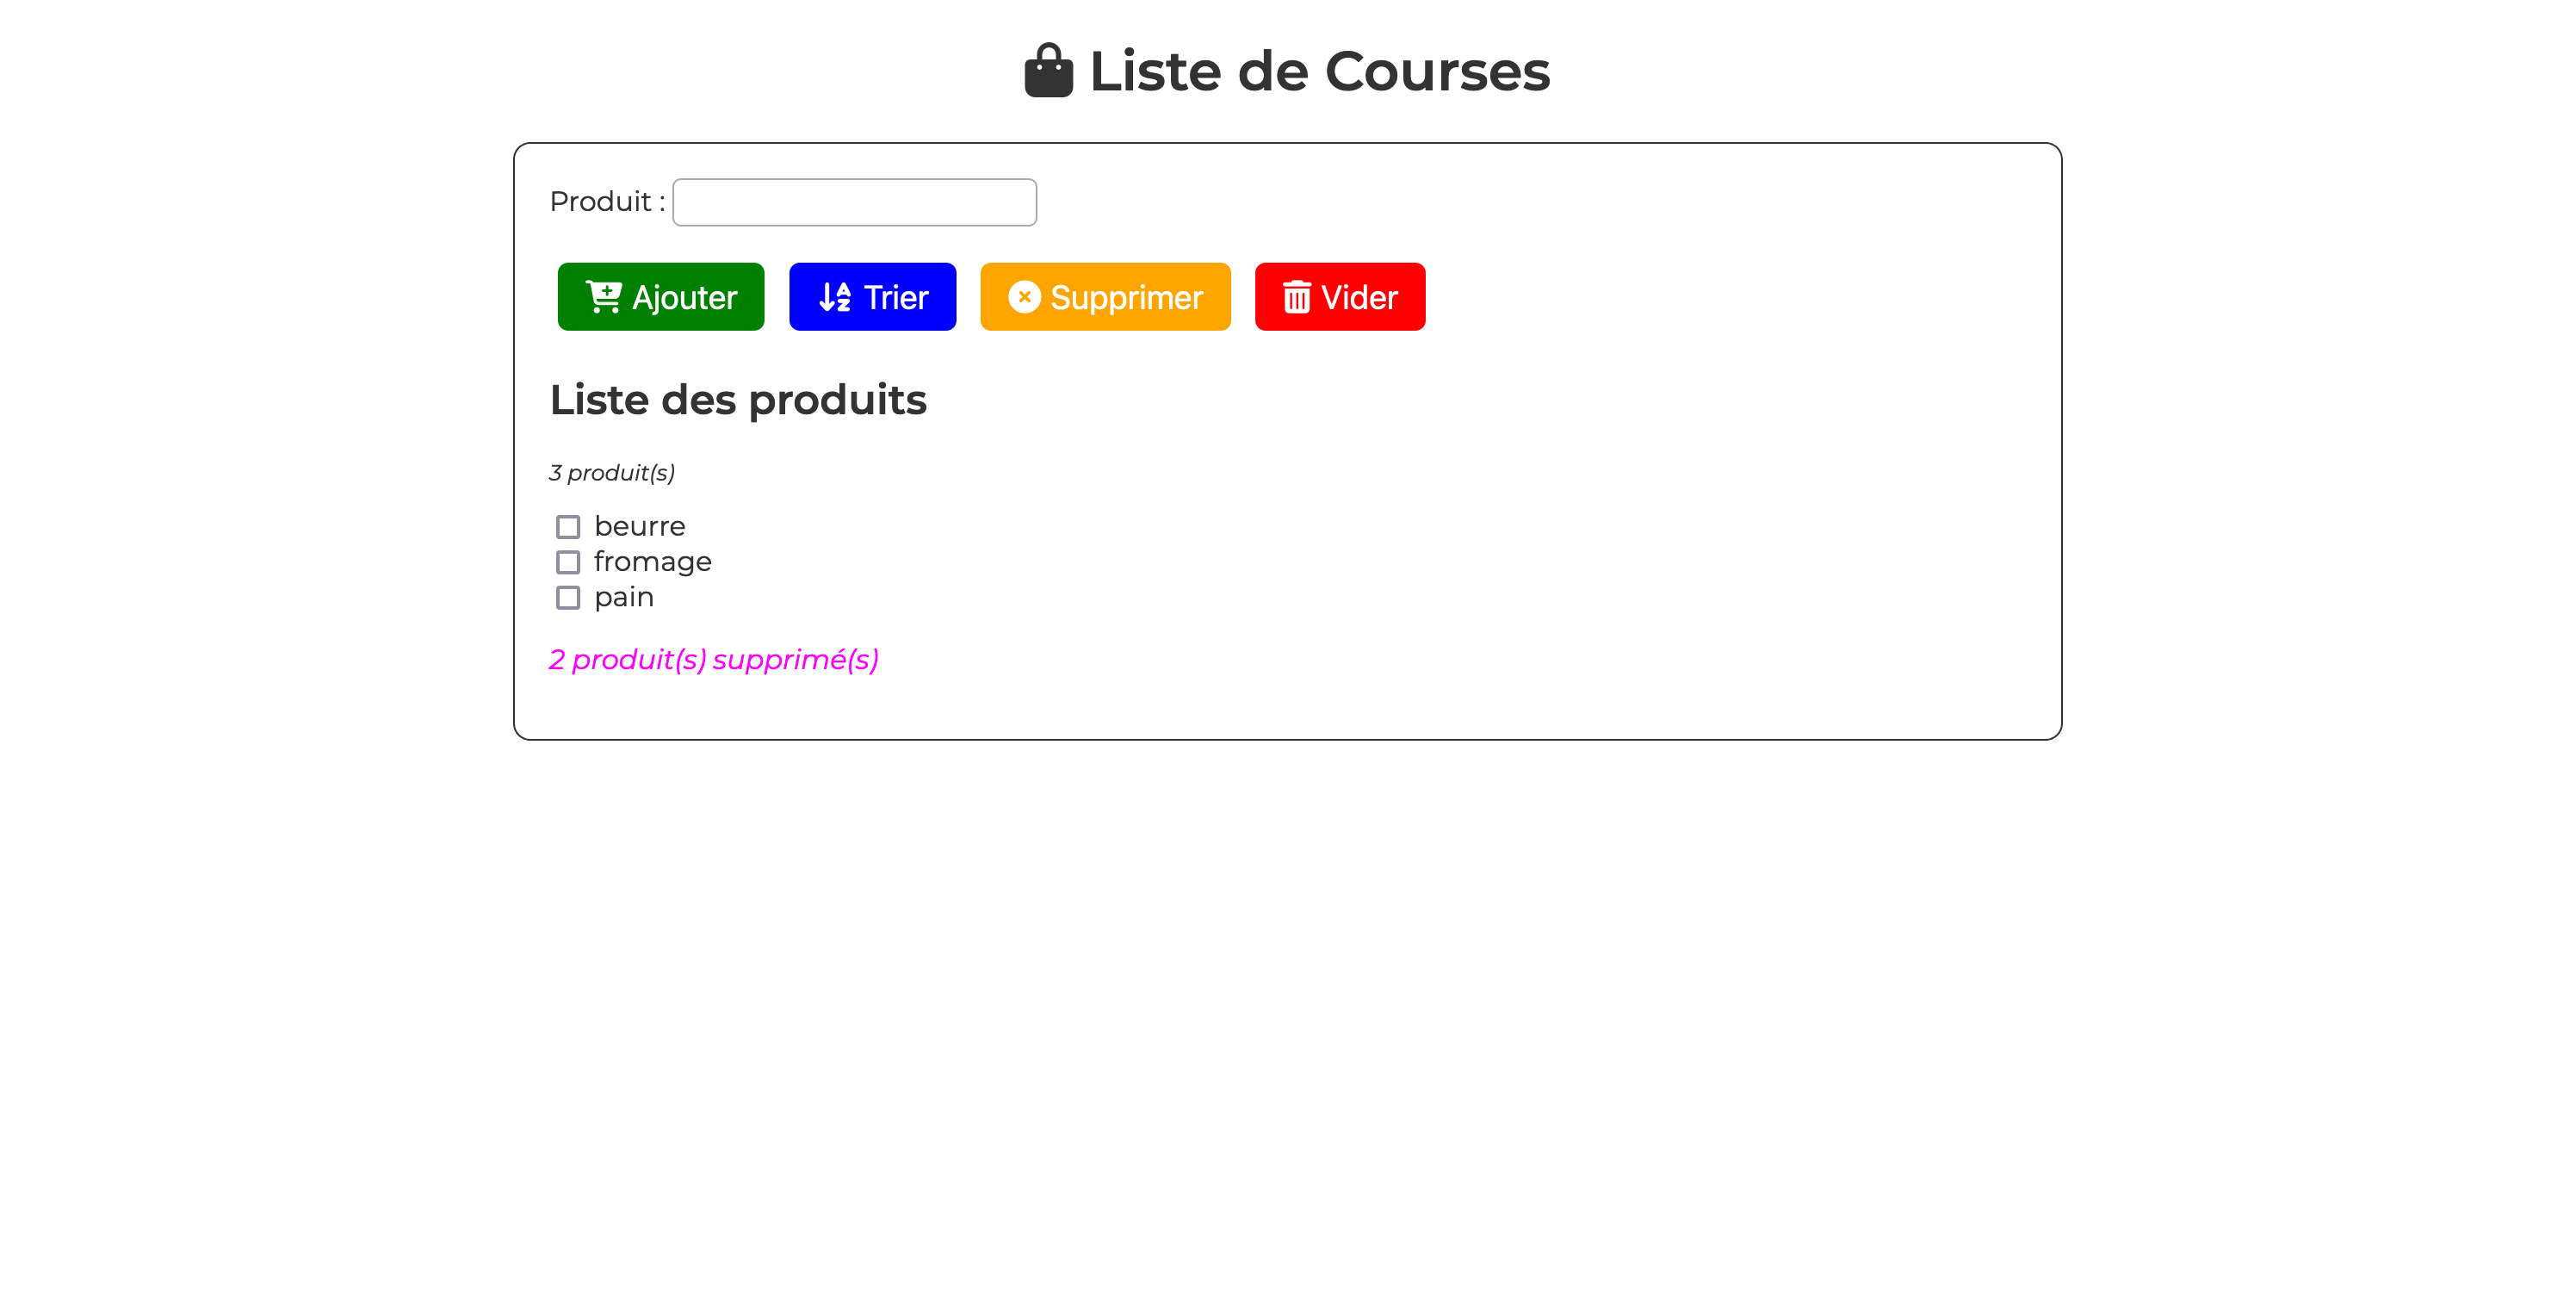 Liste de Courses
Produit :
Ajouter Trier Supprimer Vider
Liste des produits
3 produit(s)
beurre
fromage
pain
2 produit(s) supprimé(s)